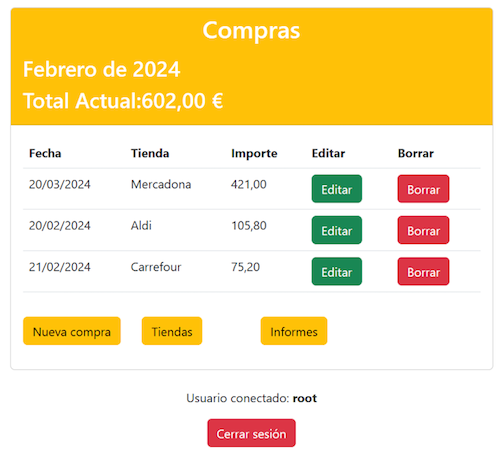 Compras
Febrero de 2024
Total Actual:602,00 €
Fecha Tienda Importe Editar Borrar
20/03/2024 Mercadona 421,00 Editar Borrar
20/02/2024 Aldi 105,80 Editar Borrar
21/02/2024 Carrefour 75,20 Editar Borrar
Nueva compra Tiendas Informes
Usuario conectado: root
Cerrar sesión